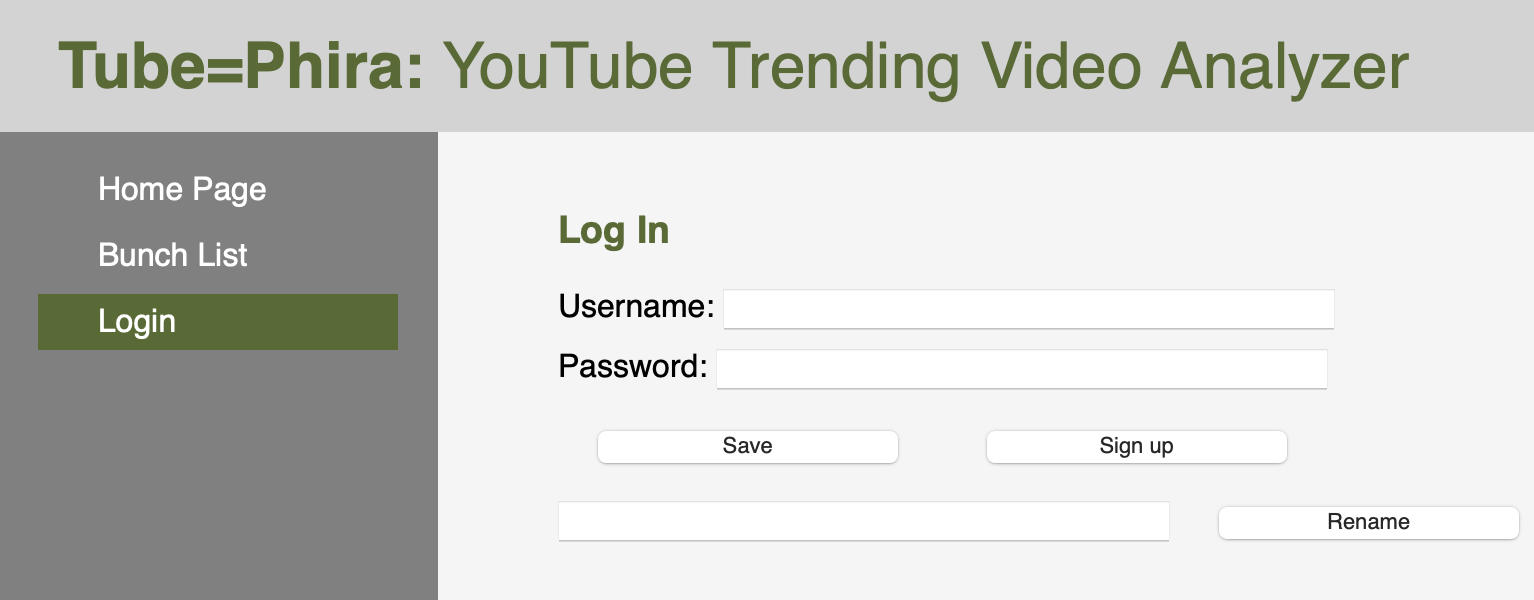 Tube=Phira: YouTube Trending Video Analyzer
Home Page
Bunch List
Login
Log In
Username:
Password:
Save Sign up
Rename